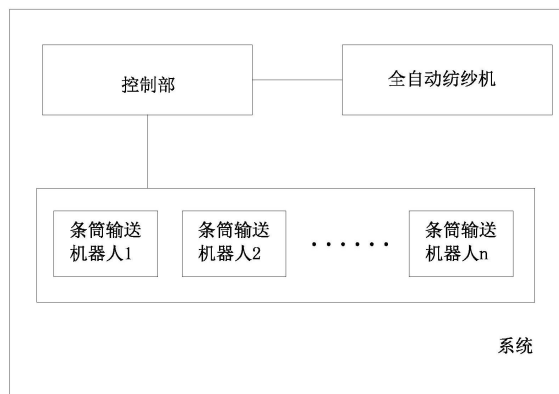 控制部
全自动纺纱机
条筒输送
机器人1
条筒输送
机器人2
······
条筒输送
机器人n
系统